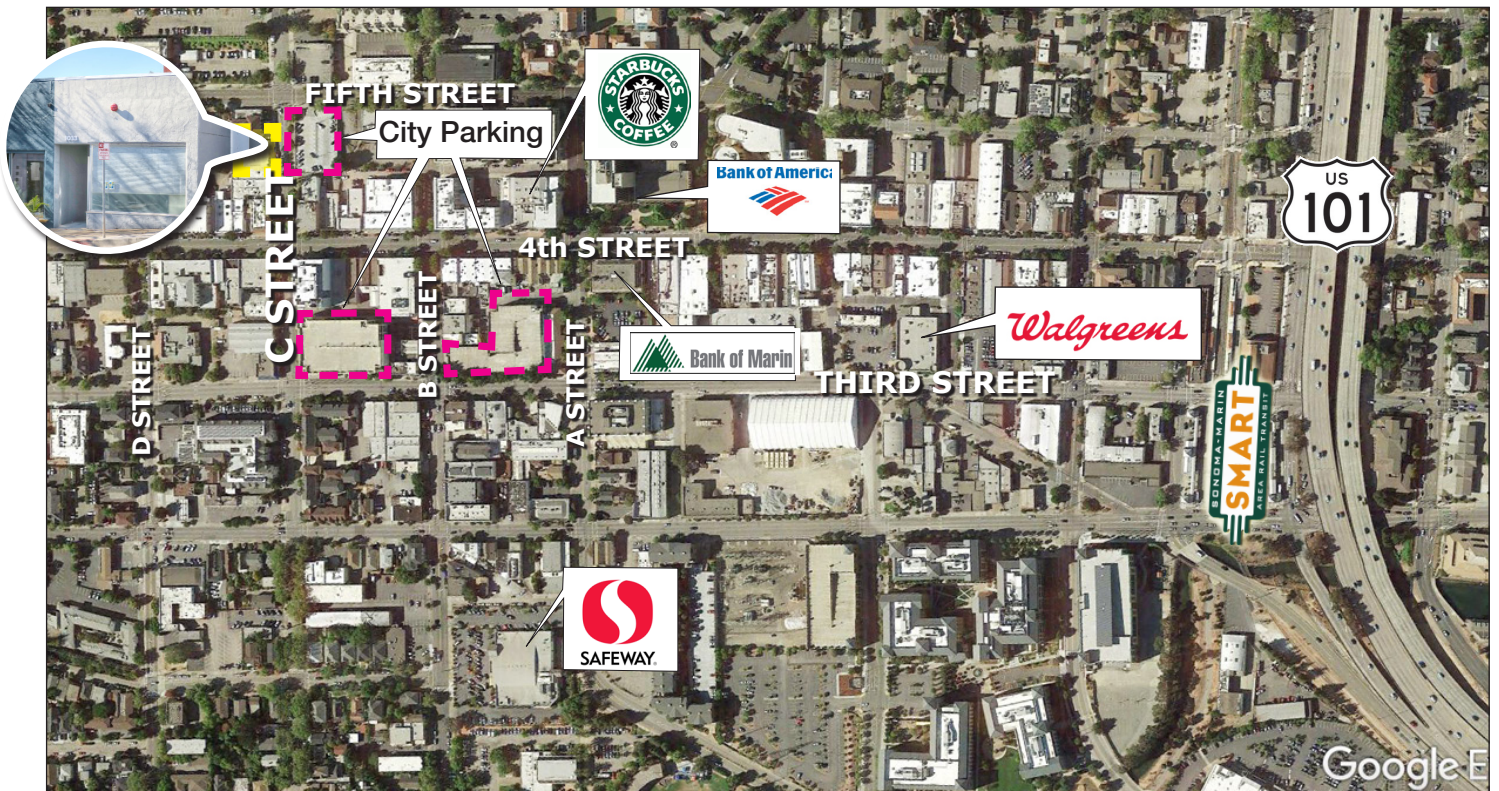 FIFTH STREET
City Parking
STARBUCKS
COFFEE
®
Bank of America
US
101
4th STREET
C STREET
B STREET
A STREET
D STREET
Bank of Marin
Walgreens
THIRD STREET
SONOMA-MARIN
SMART
AREA RAIL TRANSIT
SAFEWAY
Google E